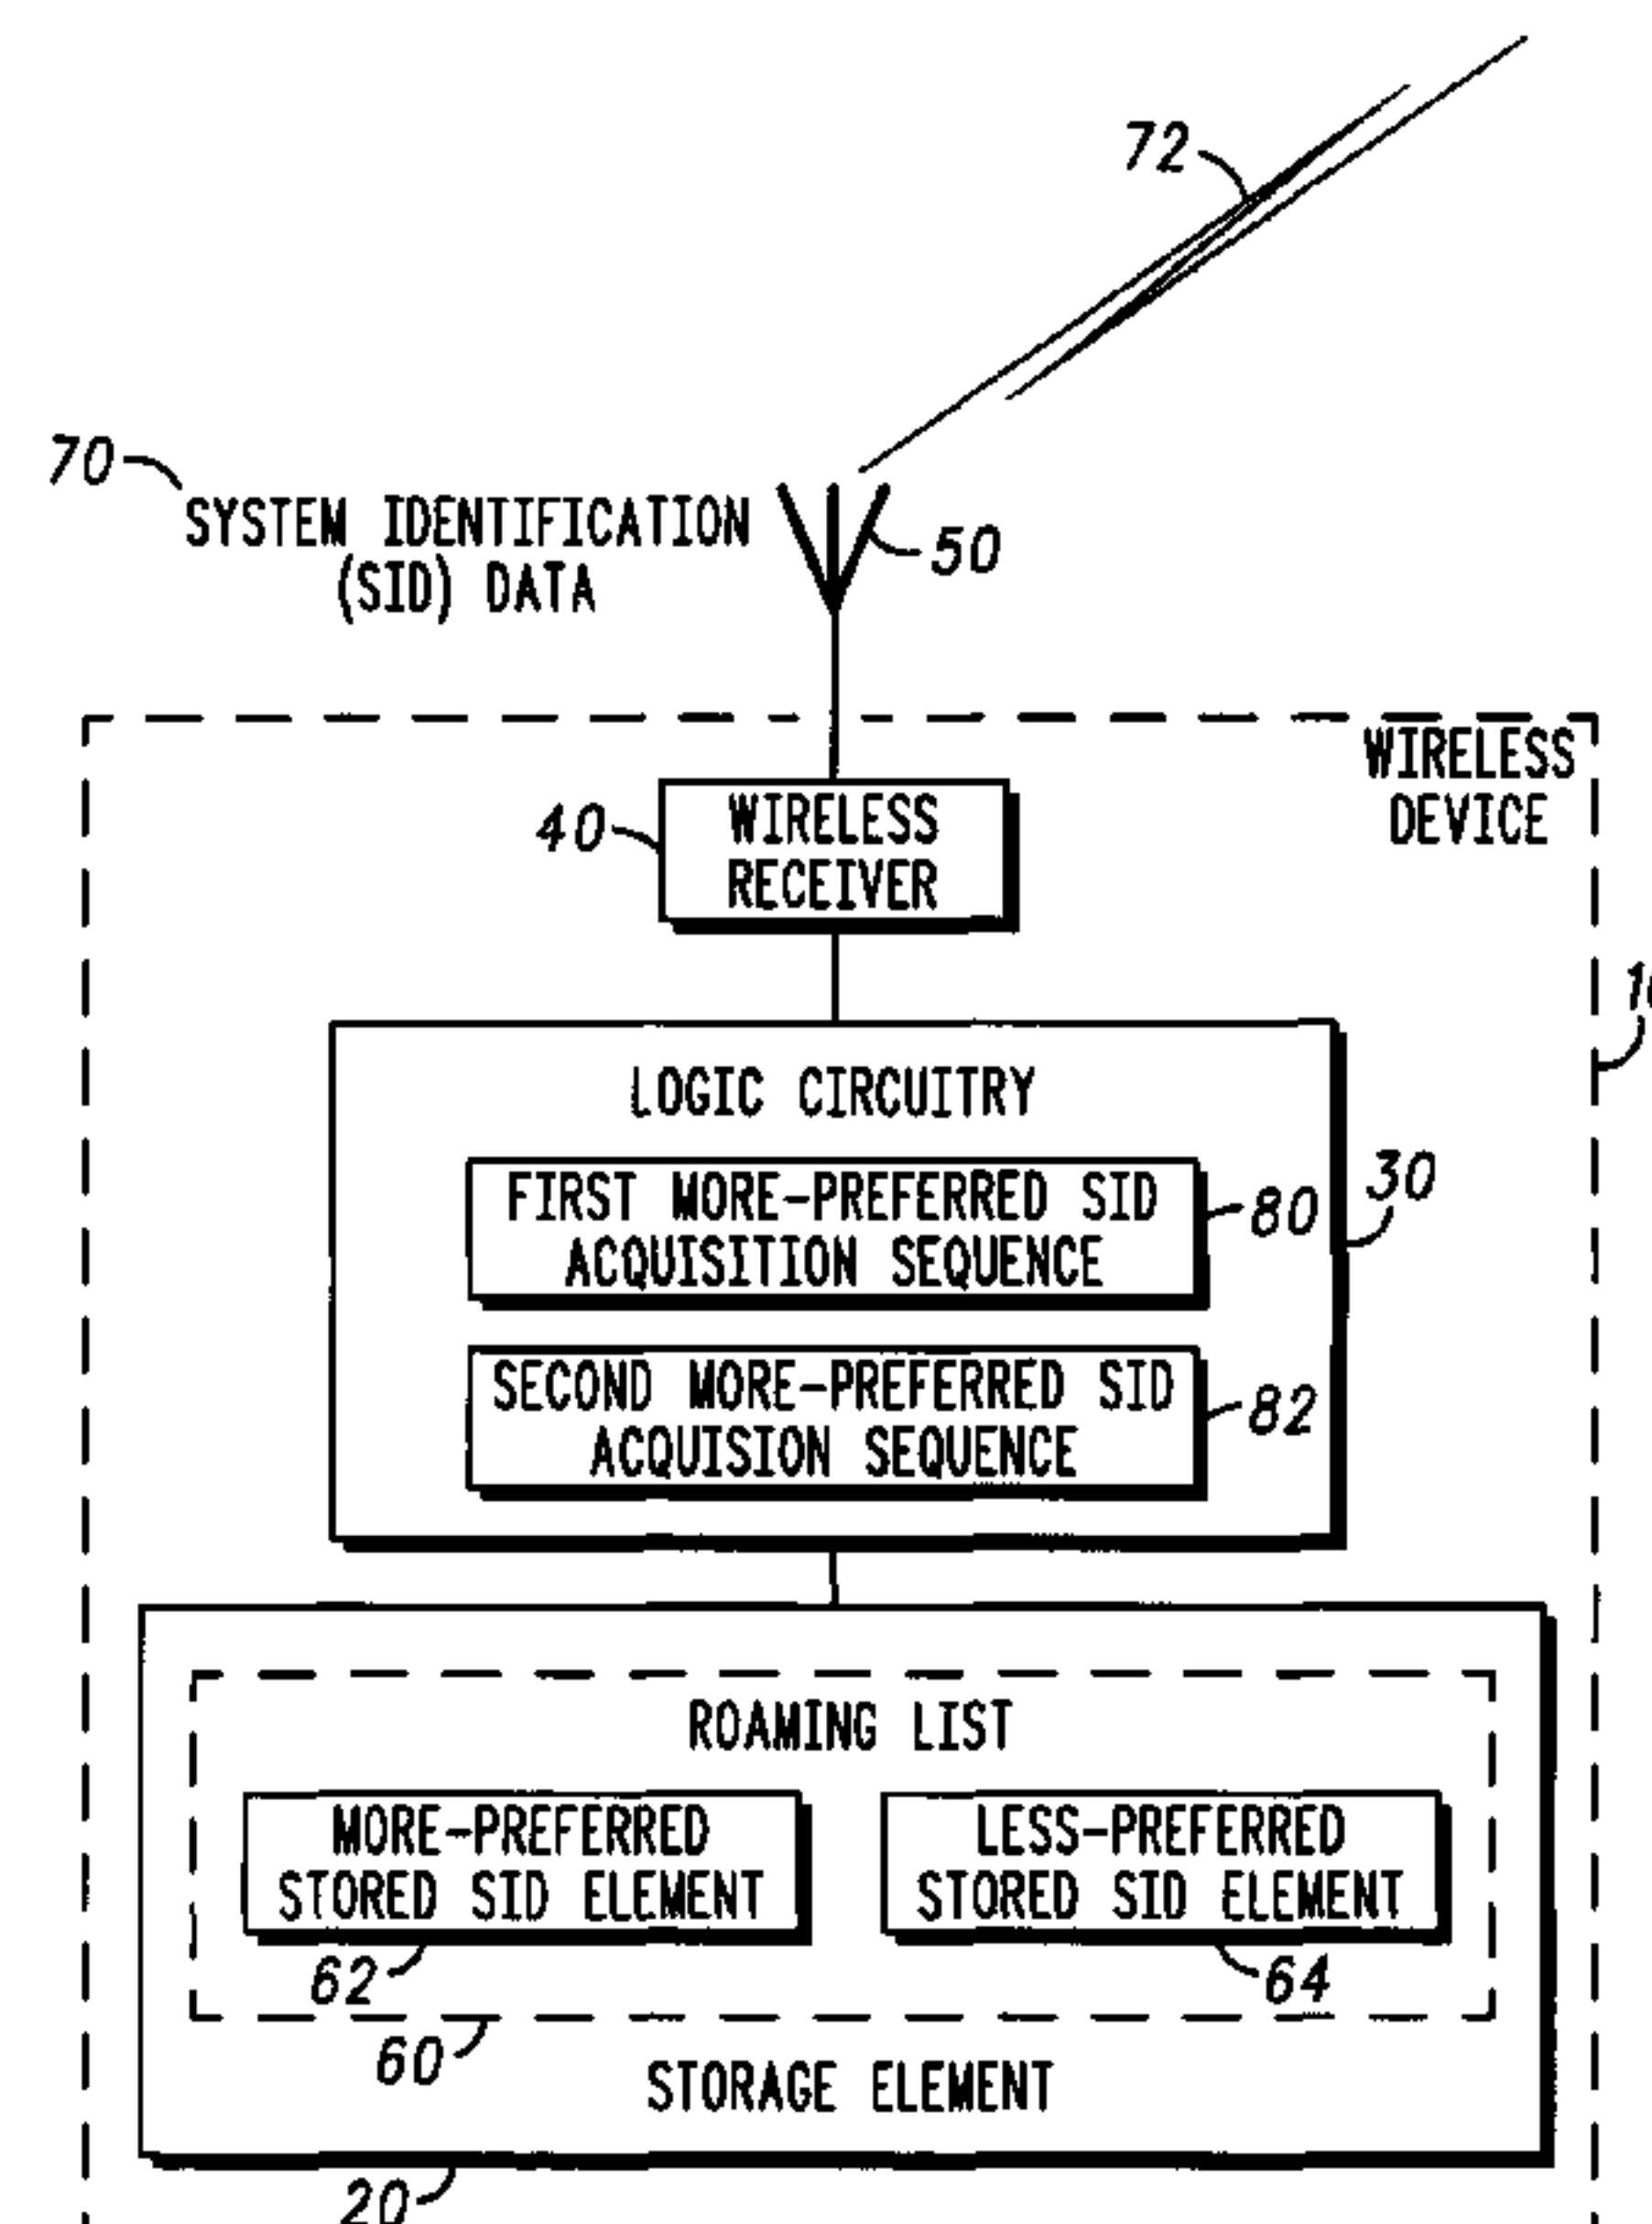 72
70
SYSTEM IDENTIFICATION
(SID) DATA
50
WIRELESS
DEVICE
40
WIRELESS
RECEIVER
LOGIC CIRCUITRY
30
FIRST MORE-PREFERRED SID
ACQUISITION SEQUENCE
80
SECOND MORE-PREFERRED SID
ACQUISION SEQUENCE
82
ROAMING LIST
MORE-PREFERRED
STORED SID ELEMENT
LESS-PREFERRED
STORED SID ELEMENT
62
64
60
STORAGE ELEMENT
20